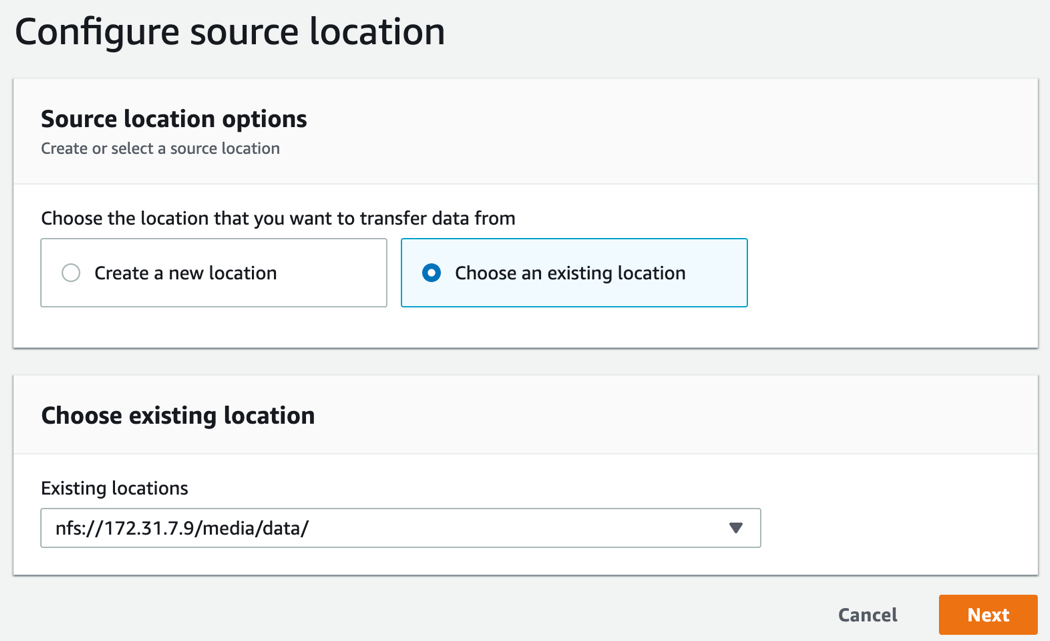 Configure source location
Source location options
Create or select a source location
Choose the location that you want to transfer data from
Create a new location
Choose an existing location
Choose existing location
Existing locations
nfs://172.31.7.9/media/data/
Cancel
Next